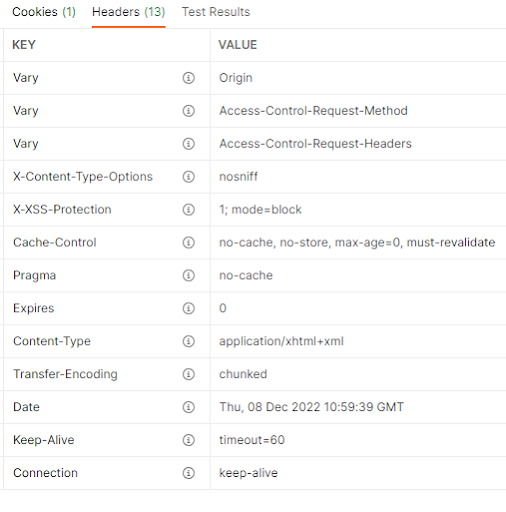 Cookies (1) Headers (13) Test Results
KEY VALUE
Vary Origin
Vary Access-Control-Request-Method
Vary Access-Control-Request-Headers
X-Content-Type-Options nosniff
X-XSS-Protection 1; mode=block
Cache-Control no-cache, no-store, max-age=0, must-revalidate
Pragma no-cache
Expires 0
Content-Type application/xhtml+xml
Transfer-Encoding chunked
Date Thu, 08 Dec 2022 10:59:39 GMT
Keep-Alive timeout=60
Connection keep-alive